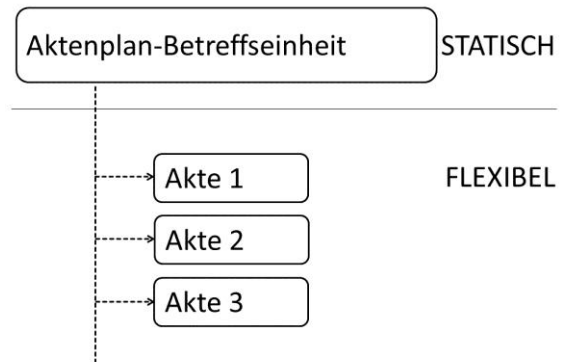 Aktenplan-Betreffseinheit STATISCH
Akte 1 FLEXIBEL
Akte 2
Akte 3